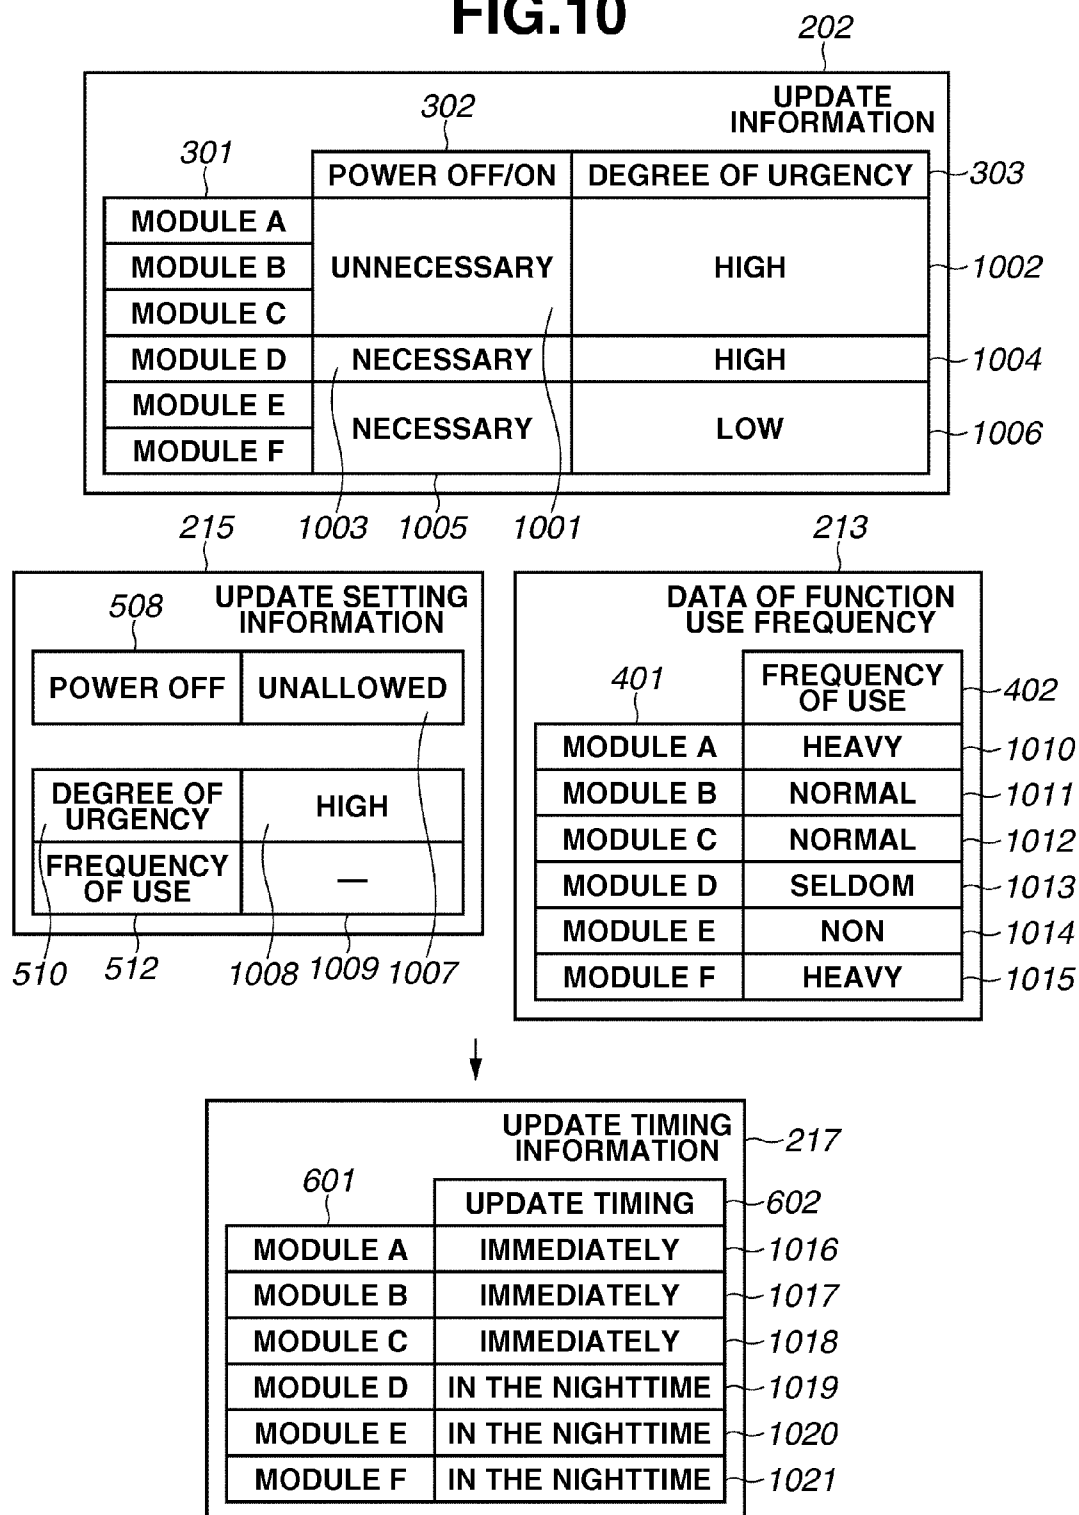 FIG.10
202
UPDATE
INFORMATION
302
301
POWER OFF/ON DEGREE OF URGENCY 303
MODULE A
MODULE B UNNECESSARY HIGH 1002
MODULE C
MODULE D NECESSARY HIGH 1004
MODULE E
NECESSARY LOW 1006
MODULE F
1003 1005 1001
215
UPDATE SETTING
INFORMATION
508
POWER OFF UNALLOWED
DEGREE OF
URGENCY HIGH
FREQUENCY
OF USE —
510 512 1008 1009 1007
213
DATA OF FUNCTION
USE FREQUENCY
401
FREQUENCY
OF USE 402
MODULE A HEAVY 1010
MODULE B NORMAL 1011
MODULE C NORMAL 1012
MODULE D SELDOM 1013
MODULE E NON 1014
MODULE F HEAVY 1015
UPDATE TIMING
INFORMATION 217
601
UPDATE TIMING 602
MODULE A IMMEDIATELY 1016
MODULE B IMMEDIATELY 1017
MODULE C IMMEDIATELY 1018
MODULE D IN THE NIGHTTIME 1019
MODULE E IN THE NIGHTTIME 1020
MODULE F IN THE NIGHTTIME 1021